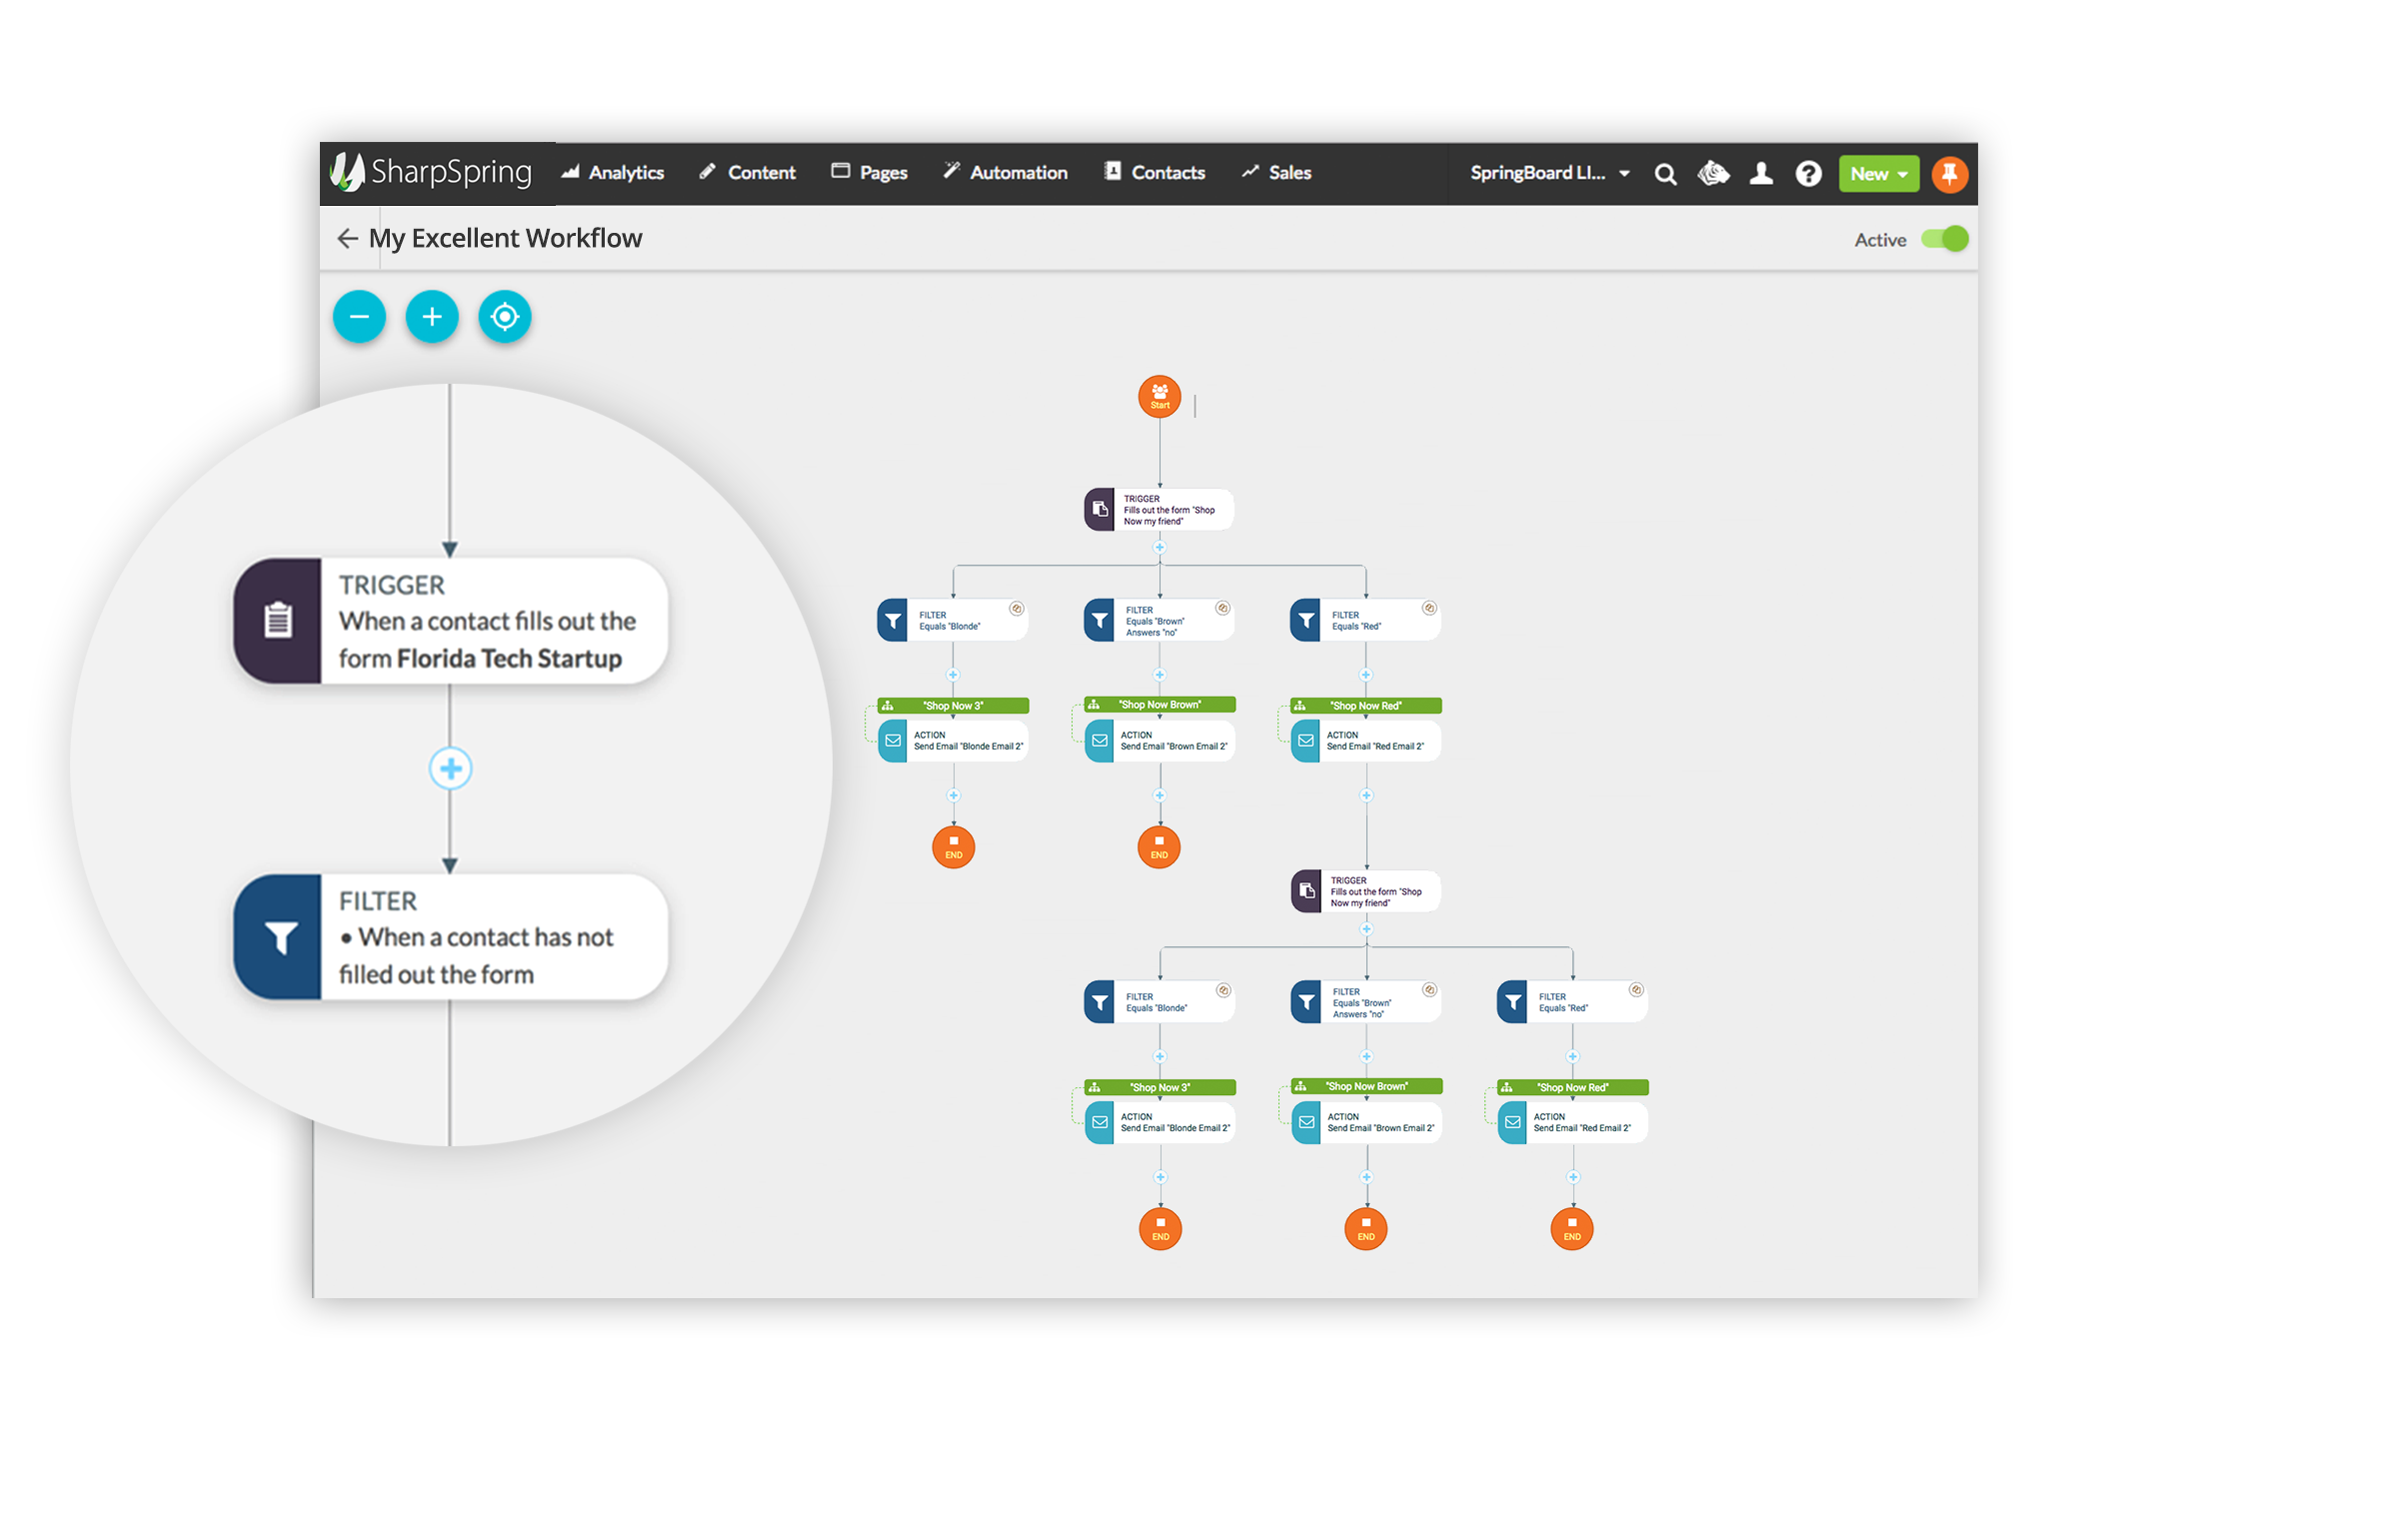 SharpSpring
Analytics
Content
Pages
Automation
Contacts
Sales
SpringBoard LI...
New
My Excellent Workflow
Active
Start
TRIGGER
Fills out the form "Shop
Now my friend"
FILTER
Equals "Blonde"
FILTER
Equals "Brown"
Answers "no"
FILTER
Equals "Red"
"Shop Now 3"
ACTION
Send Email "Blonde Email 2"
"Shop Now Brown"
ACTION
Send Email "Brown Email 2"
"Shop Now Red"
ACTION
Send Email "Red Email 2"
END
END
TRIGGER
Fills out the form "Shop
Now my friend"
FILTER
Equals "Blonde"
FILTER
Equals "Brown"
Answers "no"
FILTER
Equals "Red"
"Shop Now 3"
ACTION
Send Email "Blonde Email 2"
"Shop Now Brown"
ACTION
Send Email "Brown Email 2"
"Shop Now Red"
ACTION
Send Email "Red Email 2"
END
END
END
TRIGGER
When a contact fills out the
form Florida Tech Startup
FILTER
• When a contact has not
filled out the form